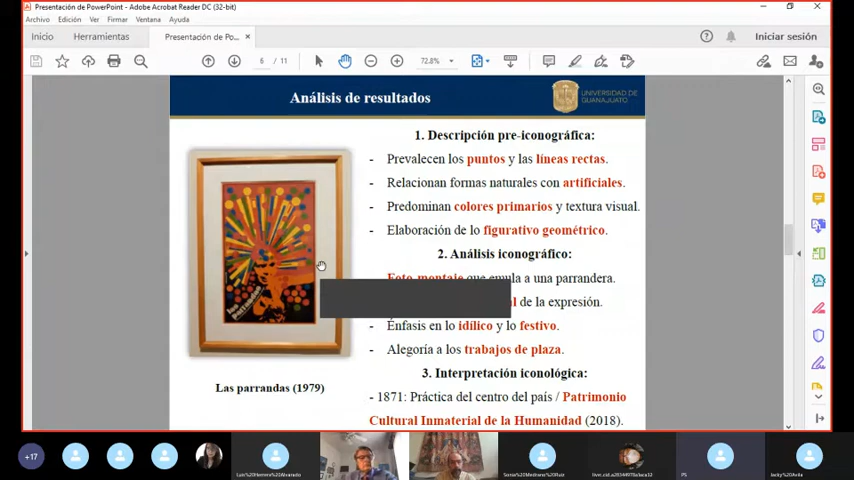 Presentación de PowerPoint - Adobe Acrobat Reader DC (32-bit)
Archivo Edición Ver Firmar Ventana Ayuda
Inicio Herramientas Presentación de Po... × Iniciar sesión
6 / 11 72.8%
Análisis de resultados
UNIVERSIDAD DE
GUANAJUATO
1. Descripción pre-iconográfica:
- Prevalecen los puntos y las líneas rectas.
- Relacionan formas naturales con artificiales.
- Predominan colores primarios y textura visual.
- Elaboración de lo figurativo geométrico.
2. Análisis iconográfico:
Foto-montaje que emula a una parrandera.
de la expresión.
- Énfasis en lo idílico y lo festivo.
- Alegoría a los trabajos de plaza.
3. Interpretación iconológica:
- 1871: Práctica del centro del país / Patrimonio
Cultural Inmaterial de la Humanidad (2018).
las parrandas
Las parrandas (1979)
+17
PS